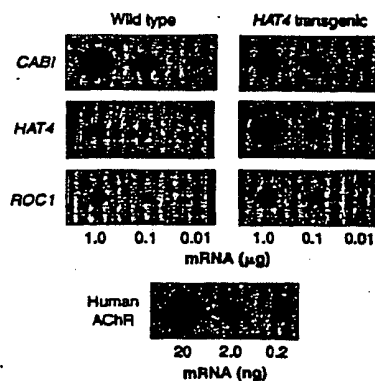 Wild type HAT4 transgenic
CAB1
HAT4
ROC1
1.0 0.1 0.01 1.0 0.1 0.01
mRNA (μg)
Human
AChR
20 2.0 0.2
mRNA (ng)